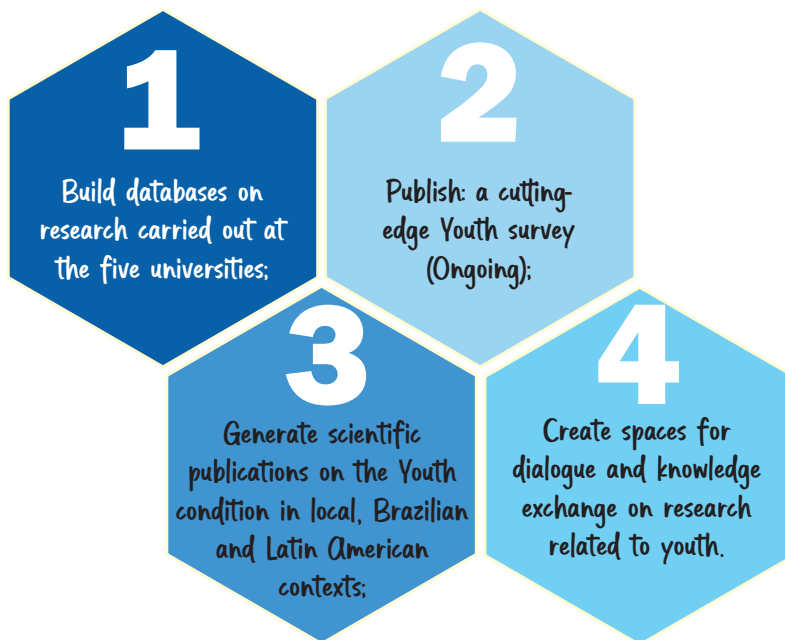 1
Build databases on
research carried out at
the five universities;
2
Publish: a cutting-
edge Youth survey
(Ongoing);
3
Generate scientific
publications on the Youth
condition in local, Brazilian
and Latin American
contexts;
4
Create spaces for
dialogue and knowledge
exchange on research
related to youth.